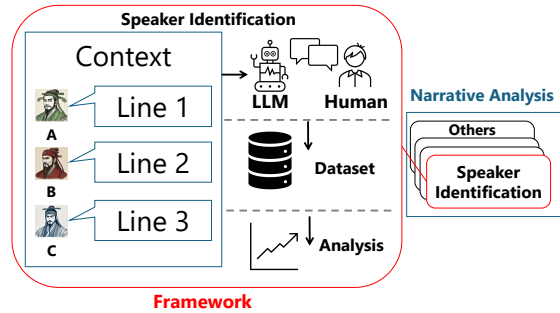 Speaker Identification
Context
Line 1
A
Line 2
B
Line 3
C
LLM
Human
Dataset
Analysis
Framework
Narrative Analysis
Others
Speaker
Identification